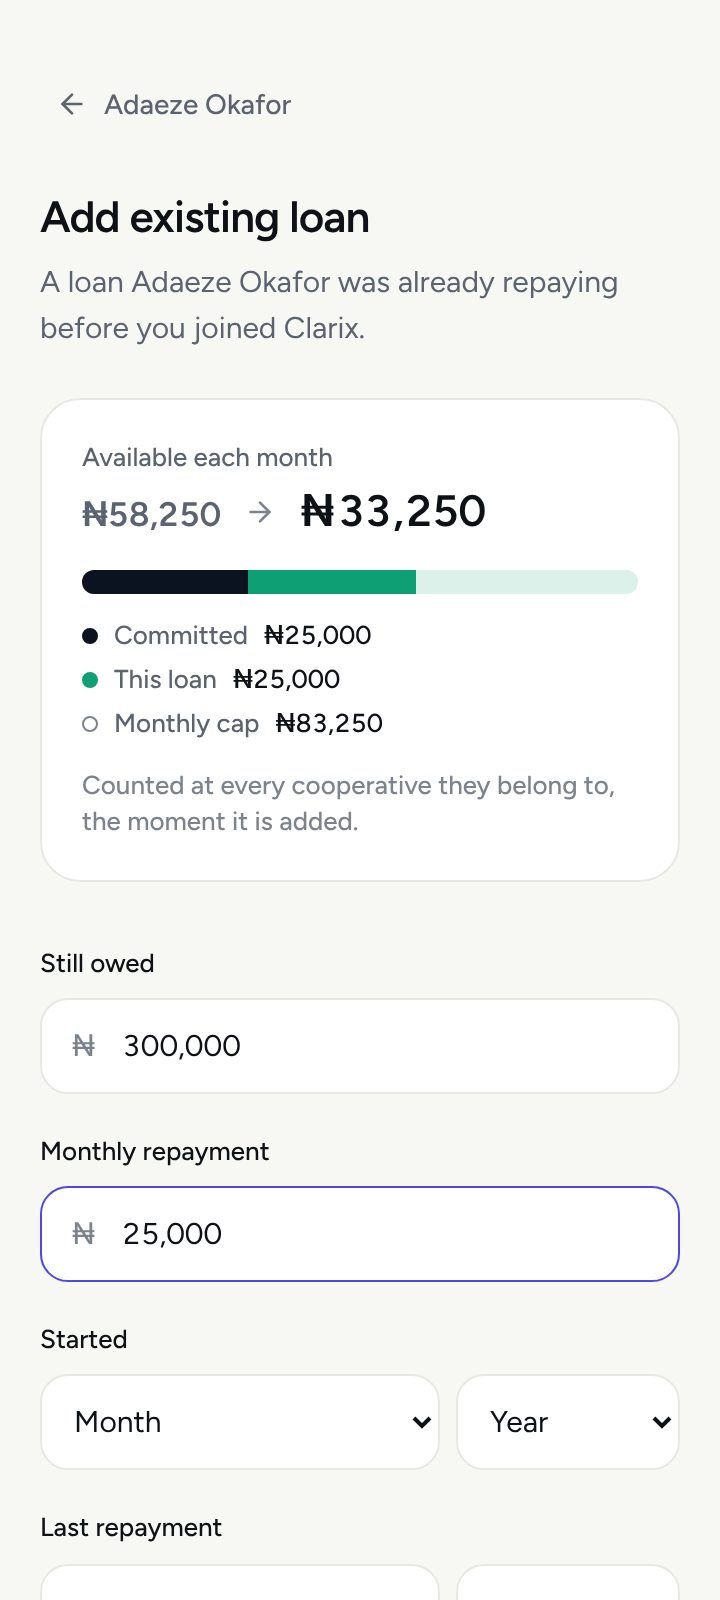 Adaeze Okafor
Add existing loan
A loan Adaeze Okafor was already repaying
before you joined Clarix.
Available each month
₦58,250 → ₦33,250
Committed ₦25,000
This loan ₦25,000
Monthly cap ₦83,250
Counted at every cooperative they belong to,
the moment it is added.
Still owed
₦ 300,000
Monthly repayment
₦ 25,000
Started
Month Year
Last repayment